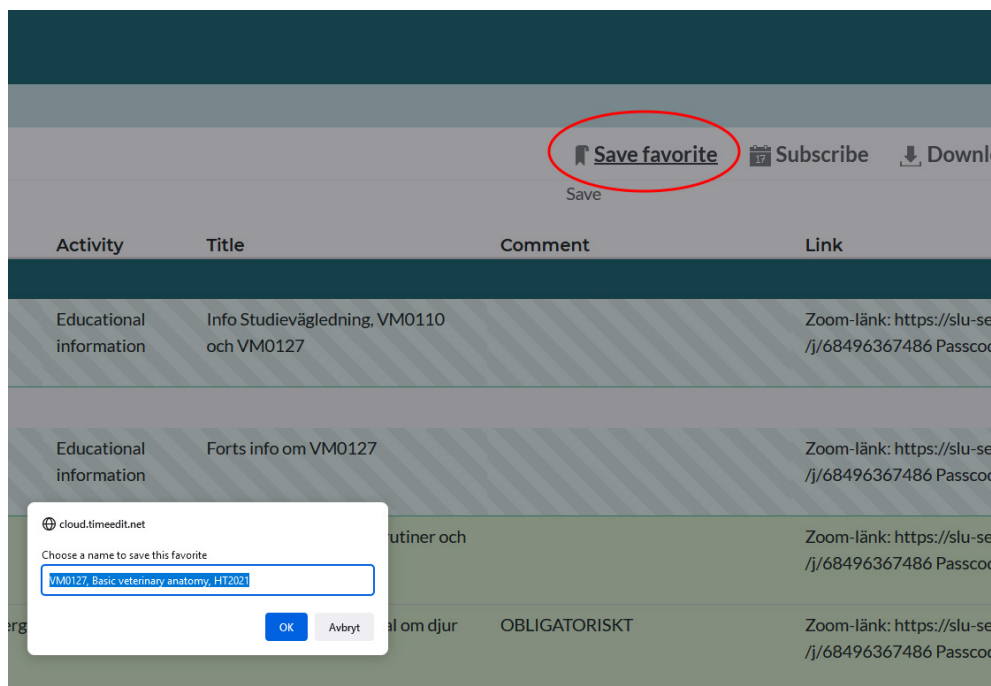 Save favorite
17
Subscribe
Downl
Save
Activity Title Comment Link
Educational Info Studievägledning, VM0110 Zoom-länk: https://slu-se
information och VM0127 /j/68496367486 Passcod
Educational Forts info om VM0127 Zoom-länk: https://slu-se
information /j/68496367486 Passcod
cloud.timeedit.net
rutiner och Zoom-länk: https://slu-se
Choose a name to save this favorite
/j/68496367486 Passcod
VM0127, Basic veterinary anatomy, HT2021
erg al om djur OBLIGATORISKT Zoom-länk: https://slu-se
OK Avbryt
/j/68496367486 Passcod